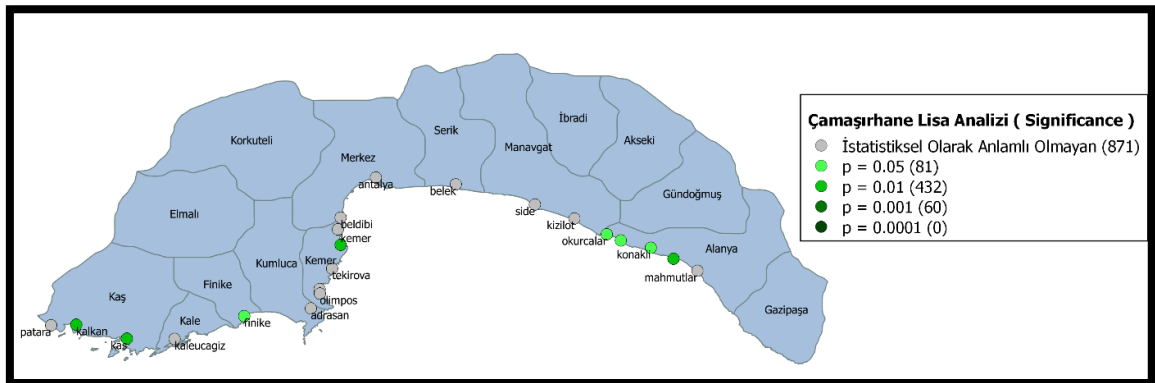 Çamaşırhane Lisa Analizi ( Significance )
İstatistiksel Olarak Anlamlı Olmayan (871)
p = 0.05 (81)
p = 0.01 (432)
p = 0.001 (60)
p = 0.0001 (0)
Korkuteli
Merkez
Serik
Manavgat
İbradi
Akseki
Gündoğmuş
Elmalı
Kumluca
Kemer
Alanya
Gazipaşa
Kaş
Finike
Kale
antalya
belek
side
kizilot
okurcalar
konakli
mahmutlar
beldibi
kemer
tekirova
olimpos
adrasan
finike
patara
kalkan
kaş
kaleucagiz